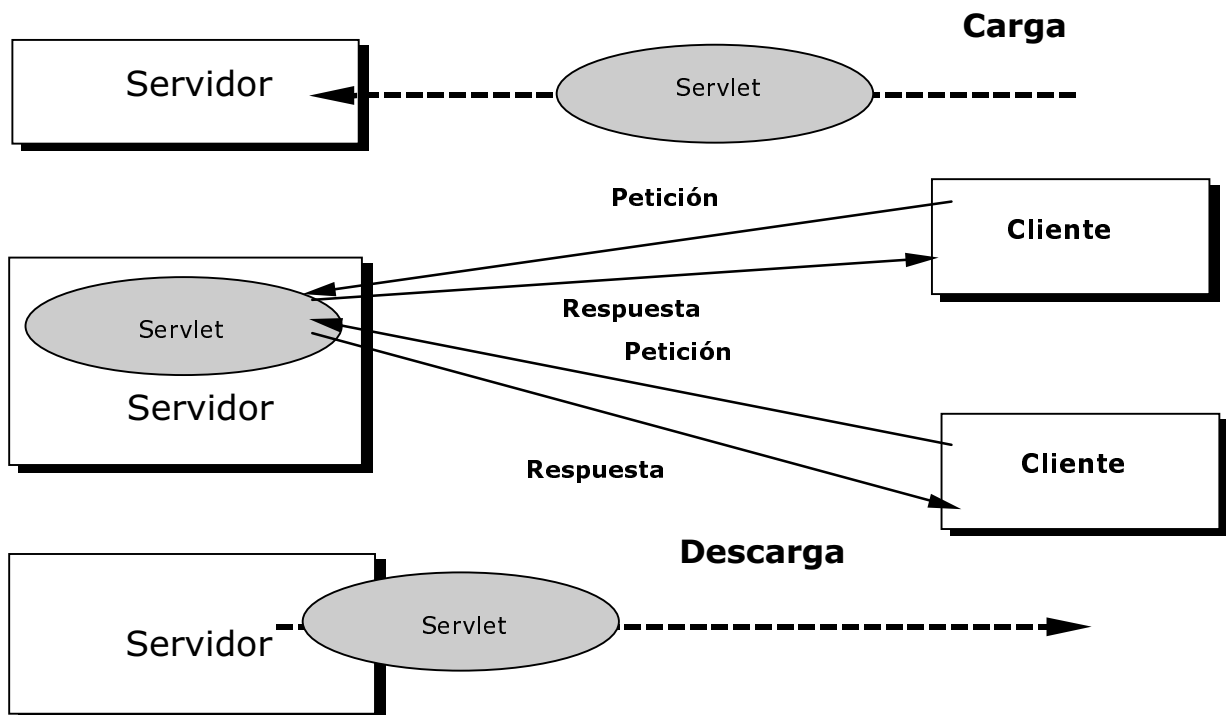 Carga
Servidor
Servlet
Petición
Cliente
Respuesta
Servlet
Petición
Servidor
Cliente
Respuesta
Descarga
Servlet
Servidor